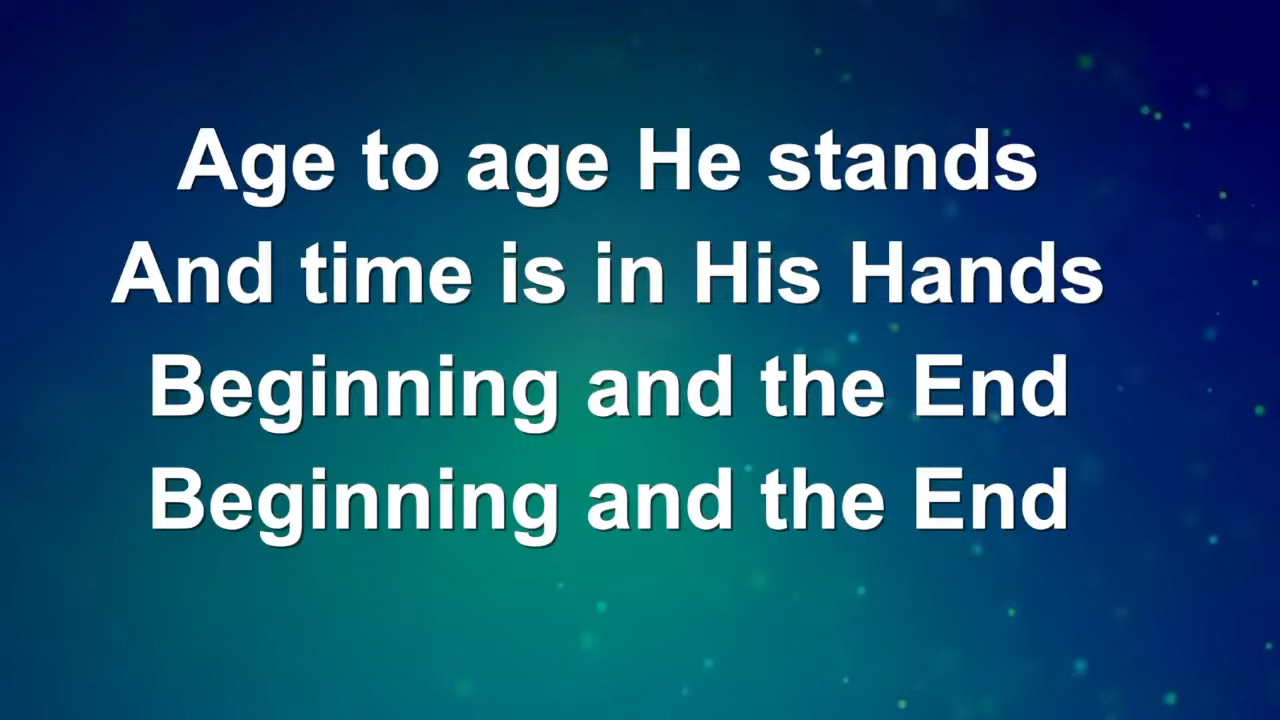 Age to age He stands
And time is in His Hands
Beginning and the End
Beginning and the End